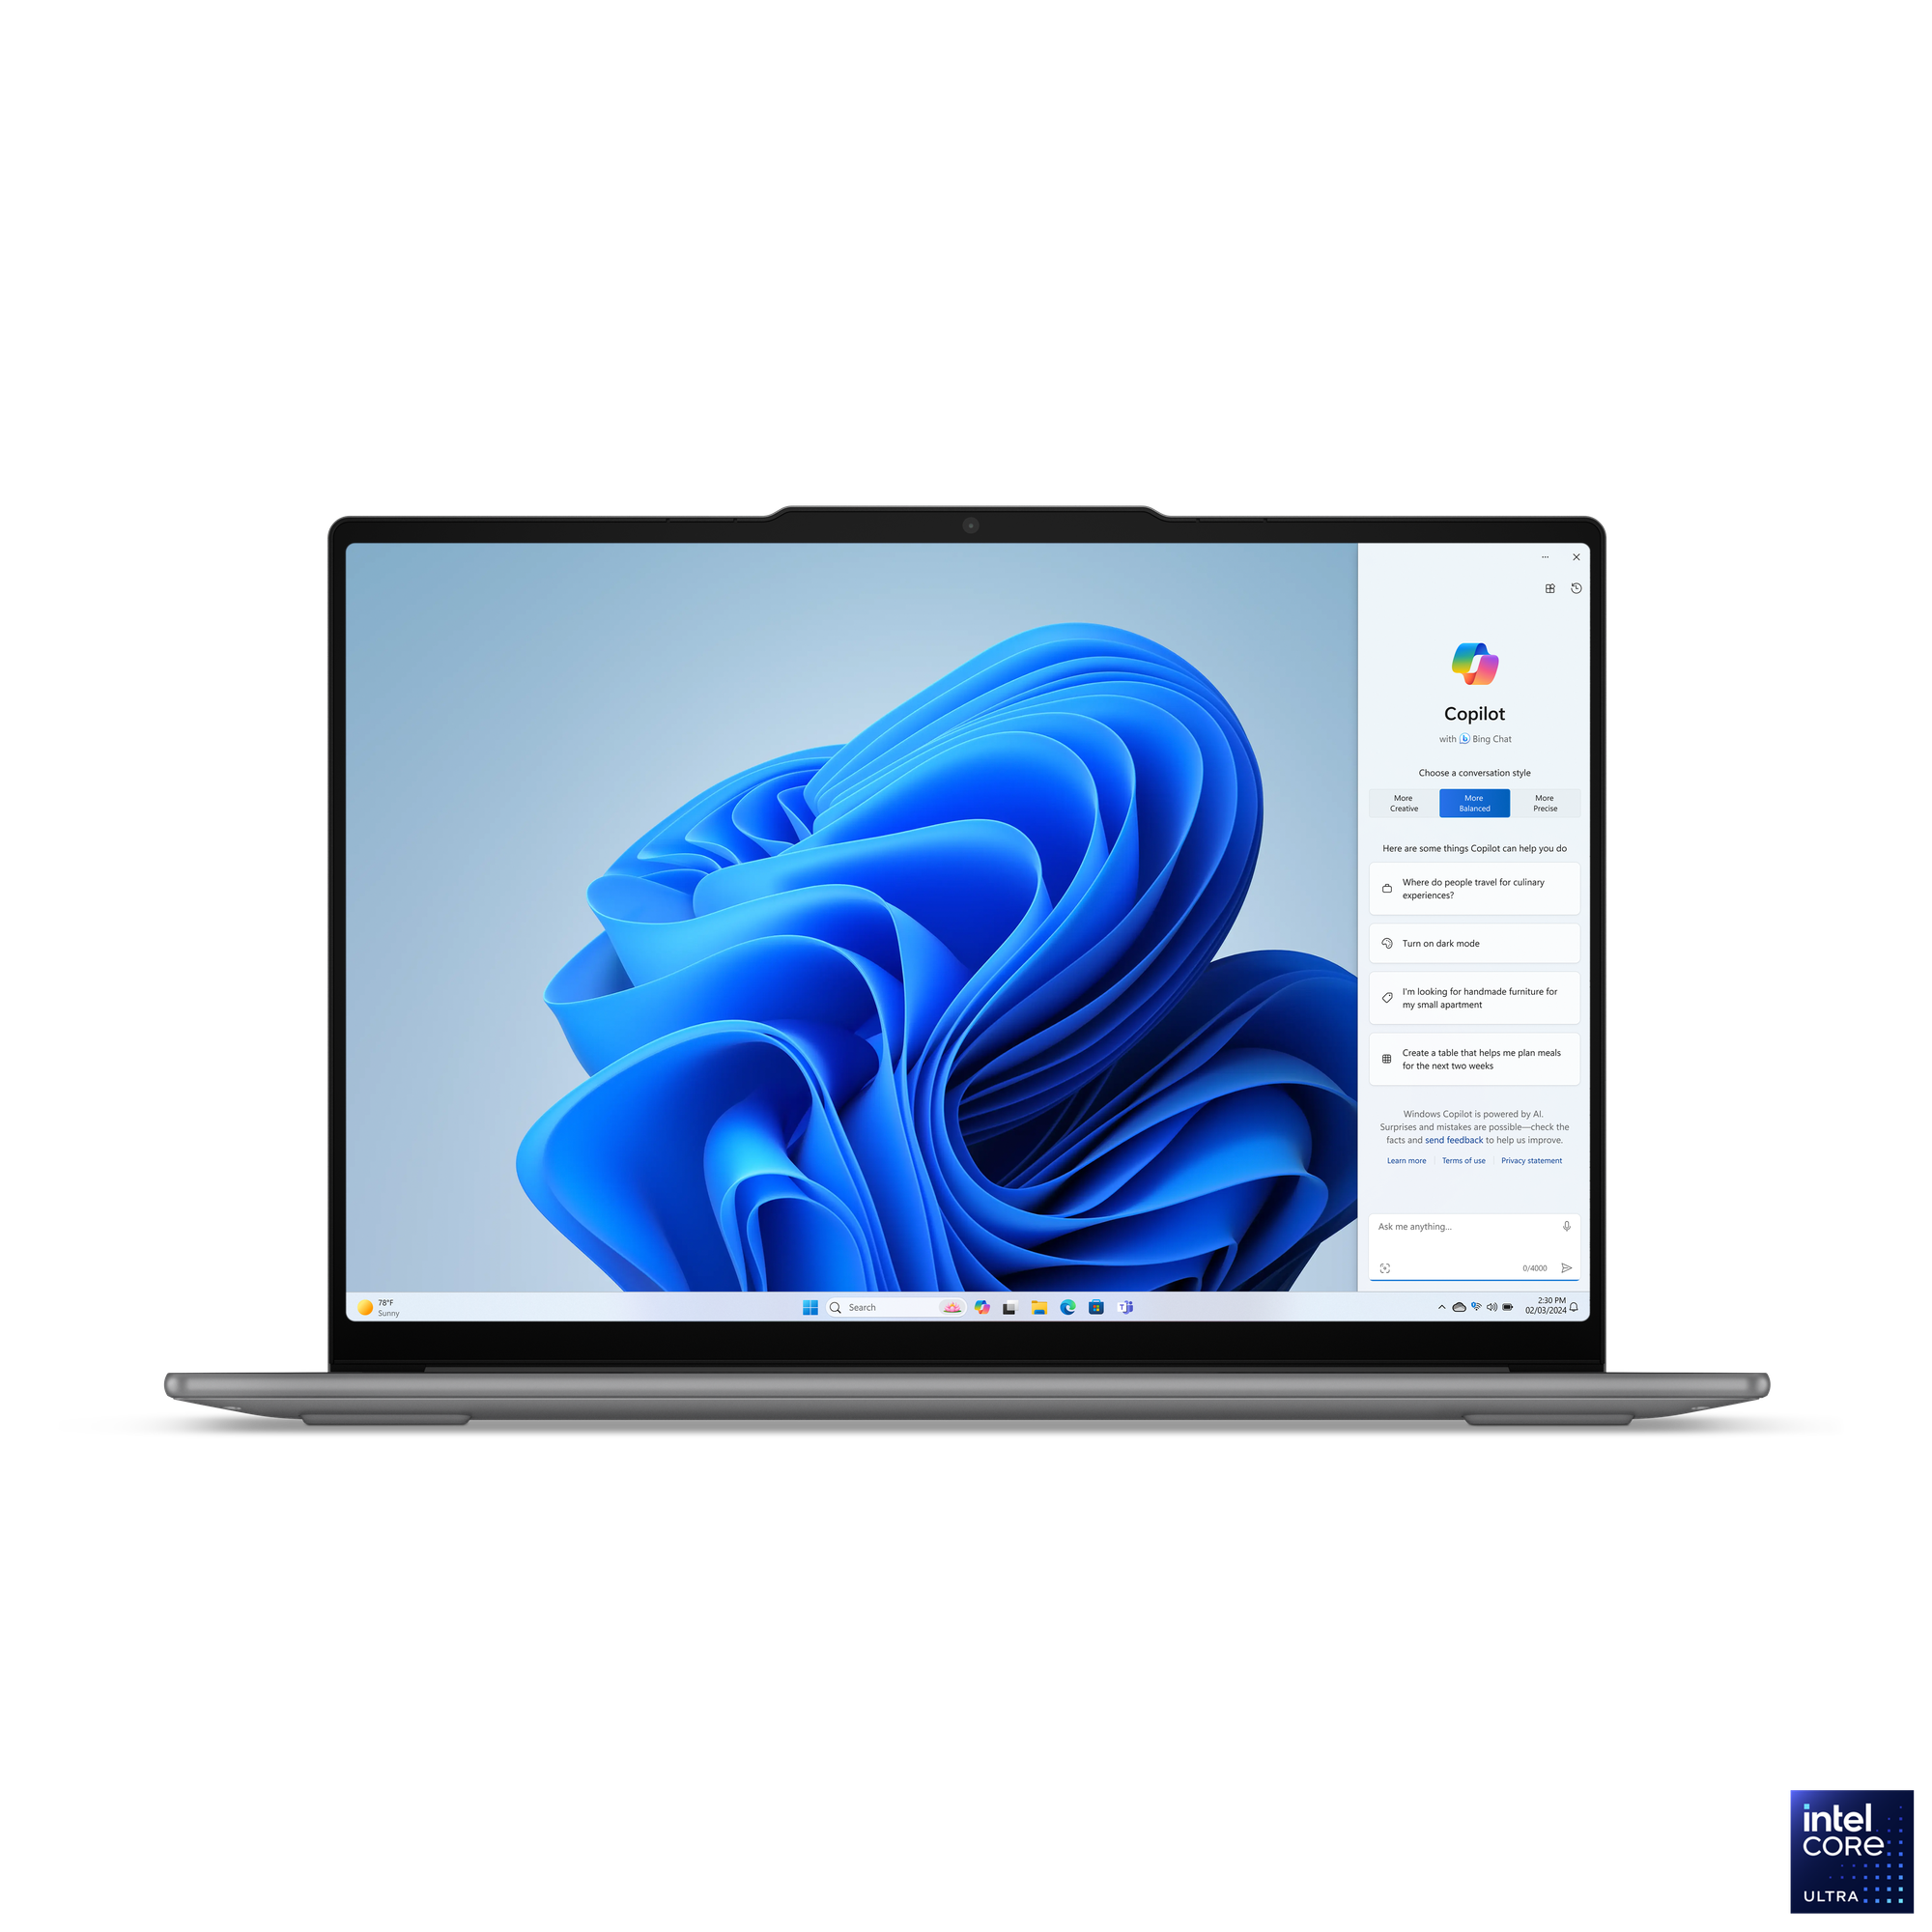 Copilot
with Bing Chat
Choose a conversation style
More
Creative
More
Balanced
More
Precise
Here are some things Copilot can help you do
Where do people travel for culinary
experiences?
Turn on dark mode
I'm looking for handmade furniture for
my small apartment
Create a table that helps me plan meals
for the next two weeks
Windows Copilot is powered by AI.
Surprises and mistakes are possible—check the
facts and send feedback to help us improve.
Learn more
Terms of use
Privacy statement
Ask me anything...
0/4000
78°F
Sunny
Search
2:30 PM
02/03/2024
intel
CORE
ULTRA